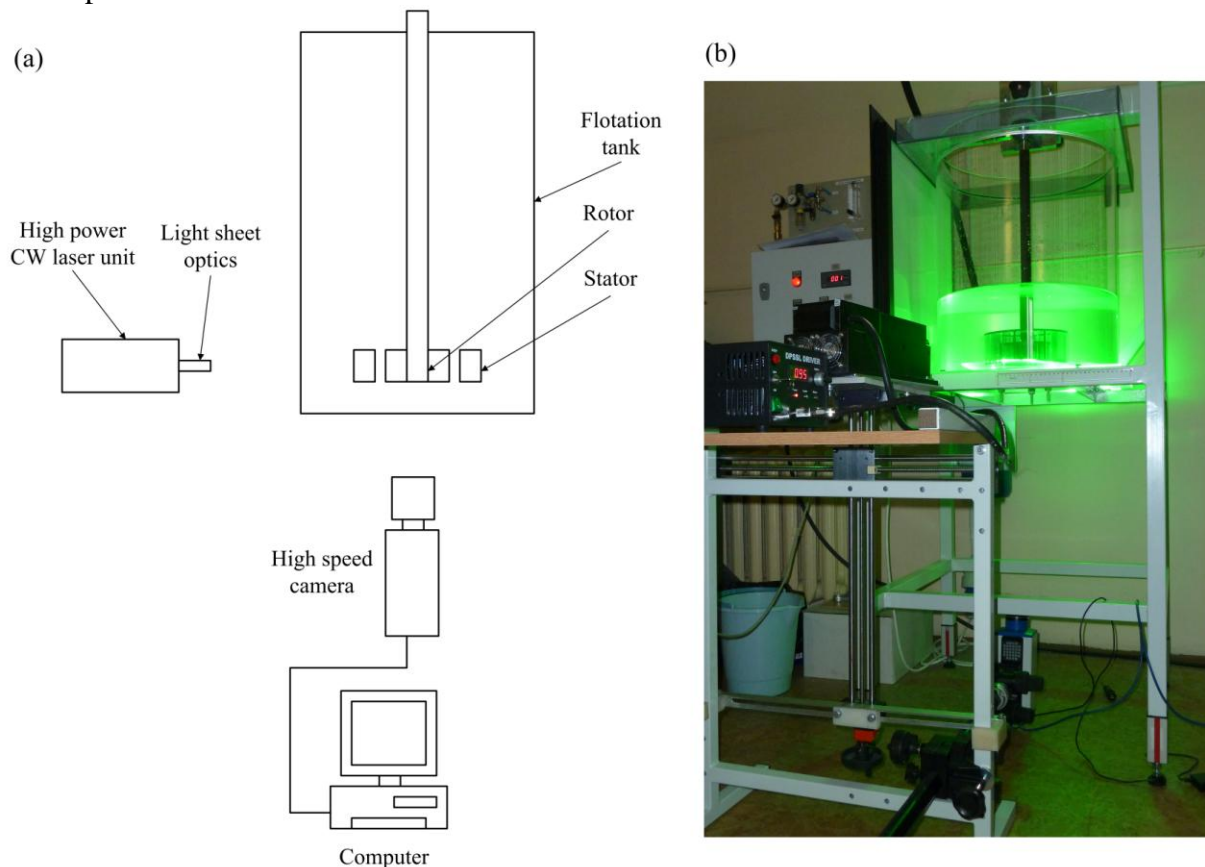 (a)
High power
CW laser unit
Light sheet
optics
Flotation
tank
Rotor
Stator
High speed
camera
Computer
(b)
001
DPSSL DRIVER
095